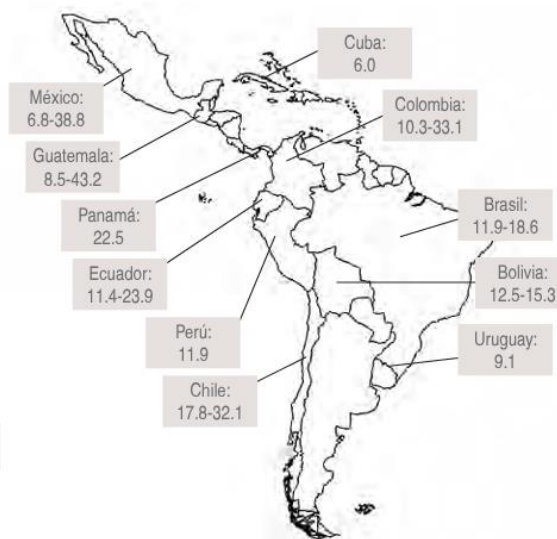 Cuba:
6.0
México:
6.8-38.8
Colombia:
10.3-33.1
Guatemala:
8.5-43.2
Panamá:
22.5
Brasil:
11.9-18.6
Ecuador:
11.4-23.9
Bolivia:
12.5-15.3
Perú:
11.9
Uruguay:
9.1
Chile:
17.8-32.1